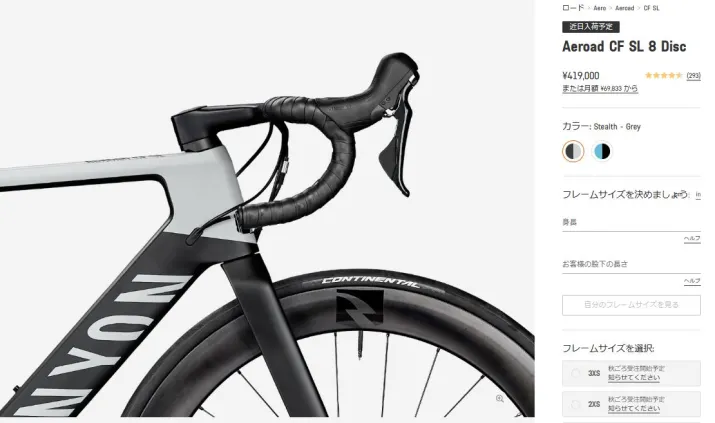 ロード > Aero > Aeroad > CF SL
近日入荷予定
Aeroad CF SL 8 Disc
¥419,000
(293)
または月額 ¥69,833 から
カラー: Stealth - Grey
フレームサイズを決めましょう:
in
身長
ヘルプ
お客様の股下の長さ
ヘルプ
自分のフレームサイズを見る
フレームサイズを選択:
3XS
秋ごろ受注開始予定
知らせてください
2XS
秋ごろ受注開始予定
知らせてください
CONTINENTAL
NYON